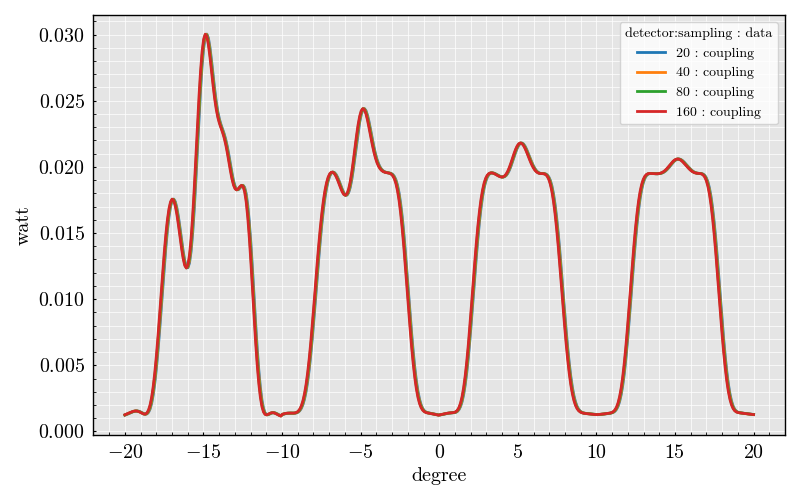 0.030
0.025
0.020
0.015
0.010
0.005
0.000
watt
detector:sampling : data
20 : coupling
40 : coupling
80 : coupling
160 : coupling
−20 −15 −10 −5 0 5 10 15 20
degree